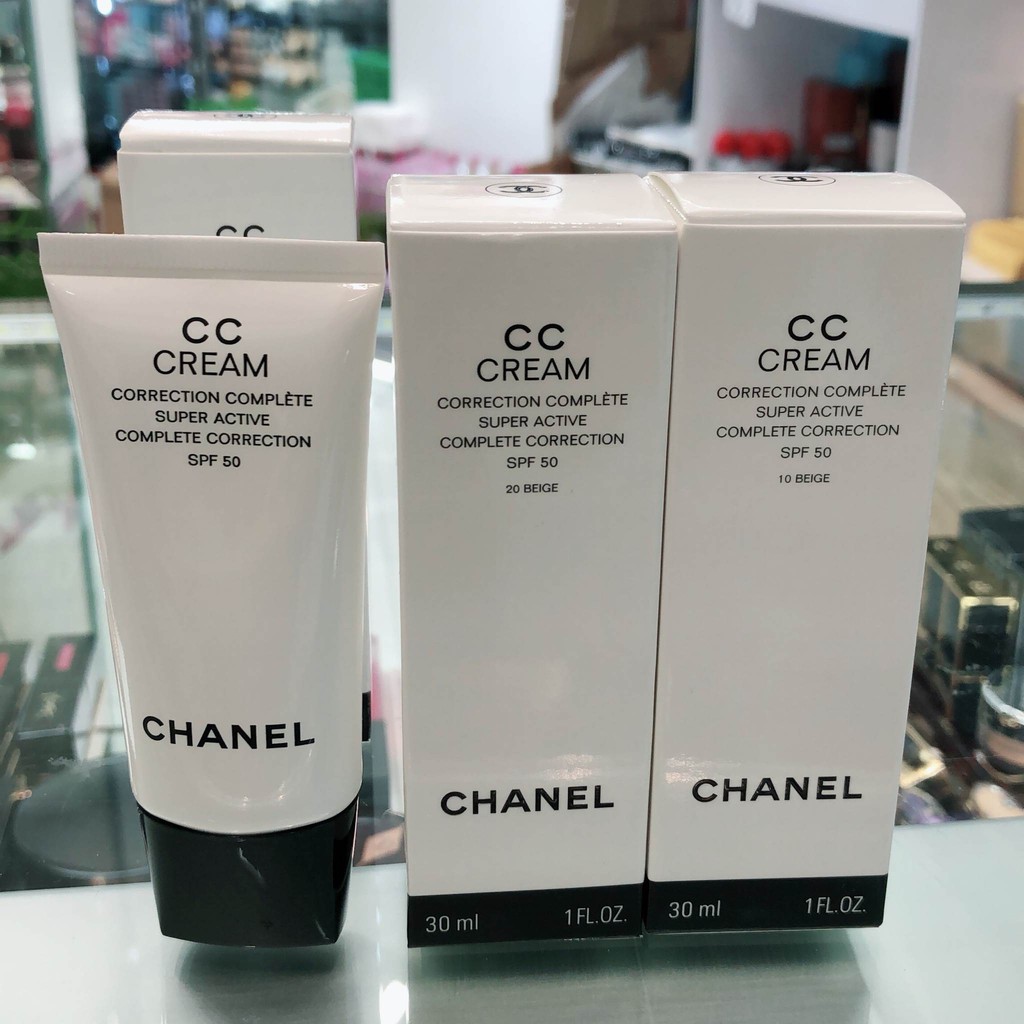 CC
CC
CREAM
CORRECTION COMPLÈTE
SUPER ACTIVE
COMPLETE CORRECTION
SPF 50
CHANEL
CC
CREAM
CORRECTION COMPLÈTE
SUPER ACTIVE
COMPLETE CORRECTION
SPF 50
20 BEIGE
CHANEL
30 ml 1FL.OZ.
CC
CREAM
CORRECTION COMPLÈTE
SUPER ACTIVE
COMPLETE CORRECTION
SPF 50
10 BEIGE
CHANEL
30 ml 1FL.OZ.